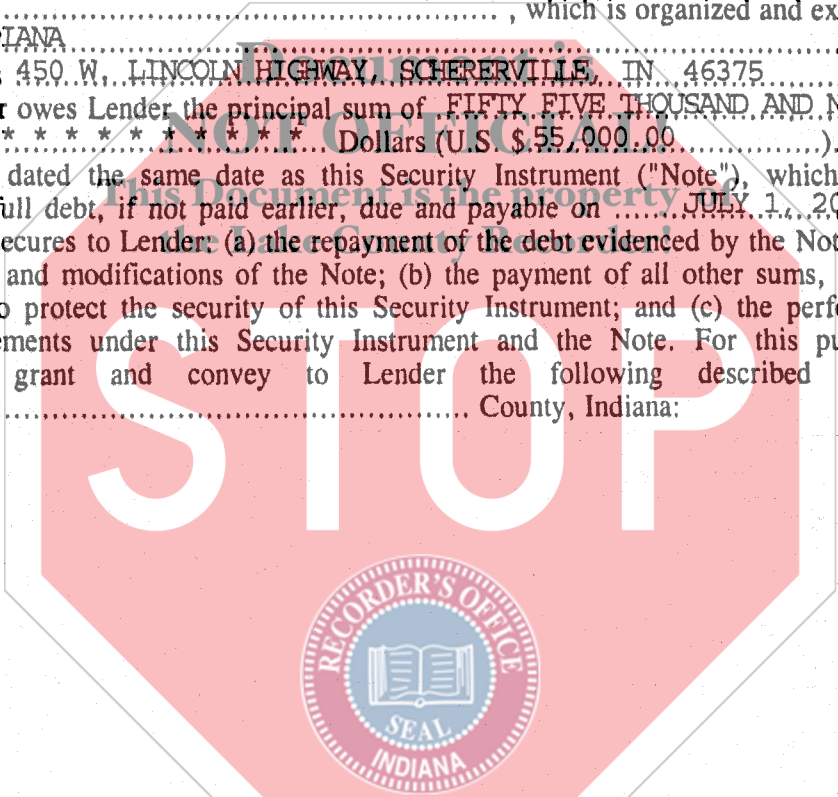 , which is organized and ex
IANA
450 W. LINCOLN HIGHWAY, SCHERERVILLE, IN 46375
r owes Lender the principal sum of FIFTY FIVE THOUSAND AND N
* * * * * * * * * * * Dollars (U.S. $ 55,000.00 ).
dated the same date as this Security Instrument ("Note"), which
ull debt, if not paid earlier, due and payable on JULY 1, 20
ecures to Lender: (a) the repayment of the debt evidenced by the Not
and modifications of the Note; (b) the payment of all other sums,
o protect the security of this Security Instrument; and (c) the perf
ements under this Security Instrument and the Note. For this pu
grant and convey to Lender the following described
County, Indiana:
Document is
NOT OFFICIAL!
This Document is the property of
the Lake County Recorder!
STOP
RECORDER'S OFFICE
SEAL
INDIANA